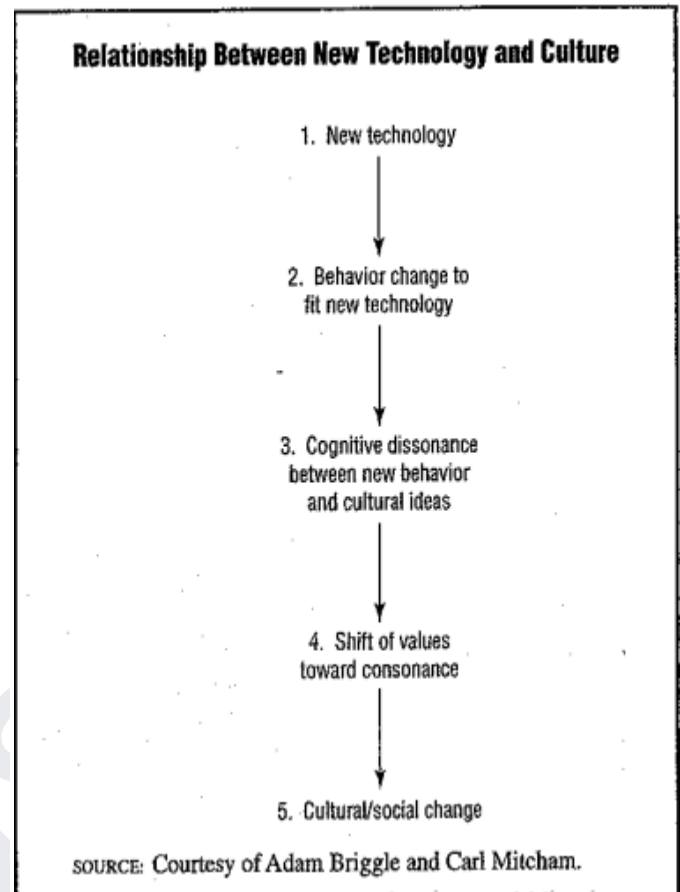 Relationship Between New Technology and Culture
1. New technology
2. Behavior change to
fit new technology
3. Cognitive dissonance
between new behavior
and cultural ideas
4. Shift of values
toward consonance
5. Cultural/social change
SOURCE: Courtesy of Adam Briggle and Carl Mitcham.